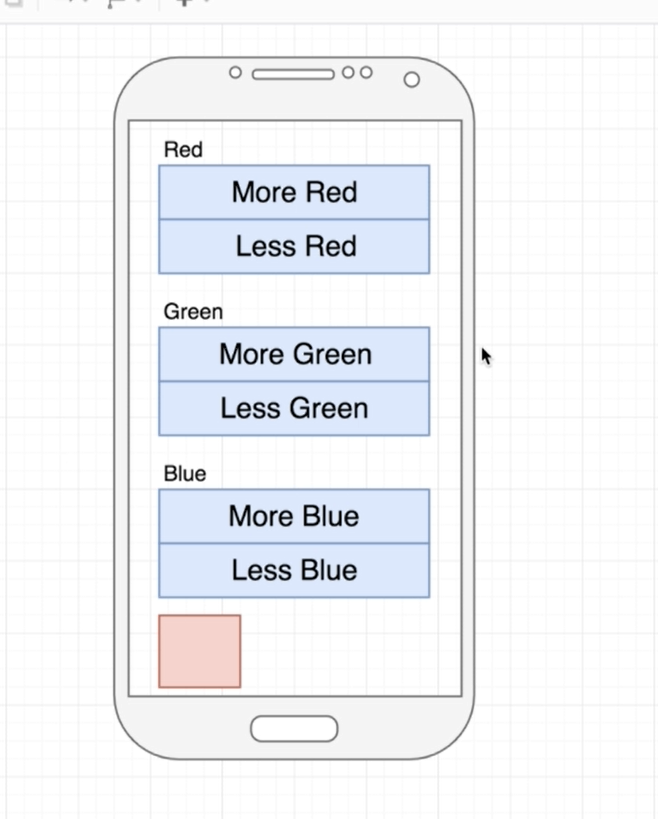 Red
More Red
Less Red
Green
More Green
Less Green
Blue
More Blue
Less Blue